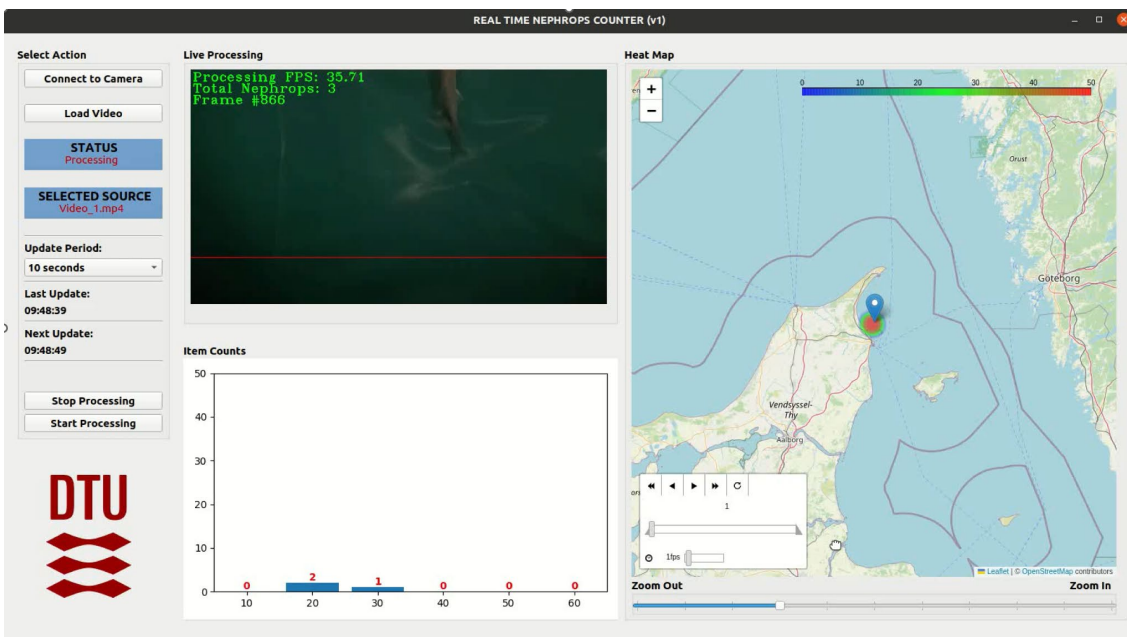 REAL TIME NEPHROPS COUNTER (v1)
Select Action
Connect to Camera
Load Video
STATUS
Processing
SELECTED SOURCE
Video_1.mp4
Update Period:
10 seconds
Last Update:
09:48:39
Next Update:
09:48:49
Stop Processing
Start Processing
DTU
Live Processing
Processing FPS: 35.71
Total Nephrops: 3
Frame #866
Item Counts
50
40
30
20
10
0
0 2 1 0 0 0
10 20 30 40 50 60
Heat Map
+
−
0 10 20 30 40 50
Orust
Göteborg
Vendsyssel-
Thy
Aalborg
1
1fps
Leaflet | © OpenStreetMap contributors
Zoom Out
Zoom In